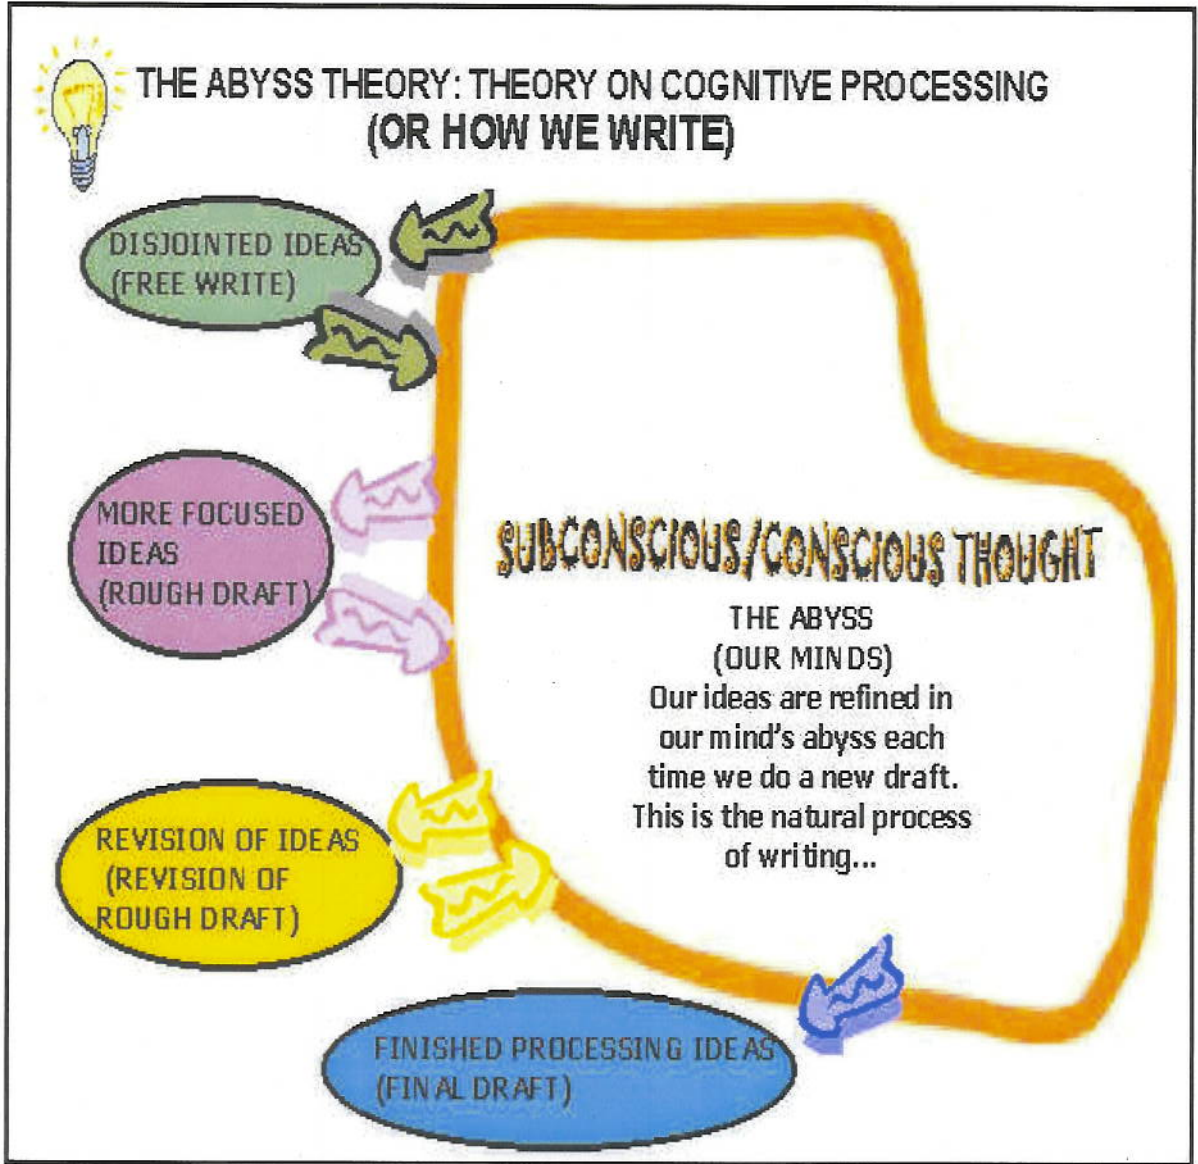 THE ABYSS THEORY: THEORY ON COGNITIVE PROCESSING
(OR HOW WE WRITE)
DISJOINTED IDEAS
(FREE WRITE)
MORE FOCUSED
IDEAS
(ROUGH DRAFT)
REVISION OF IDEAS
(REVISION OF
ROUGH DRAFT)
FINISHED PROCESSING IDEAS
(FINAL DRAFT)
SUBCONSCIOUS/CONSCIOUS THOUGHT
THE ABYSS
(OUR MINDS)
Our ideas are refined in
our mind's abyss each
time we do a new draft.
This is the natural process
of writing...